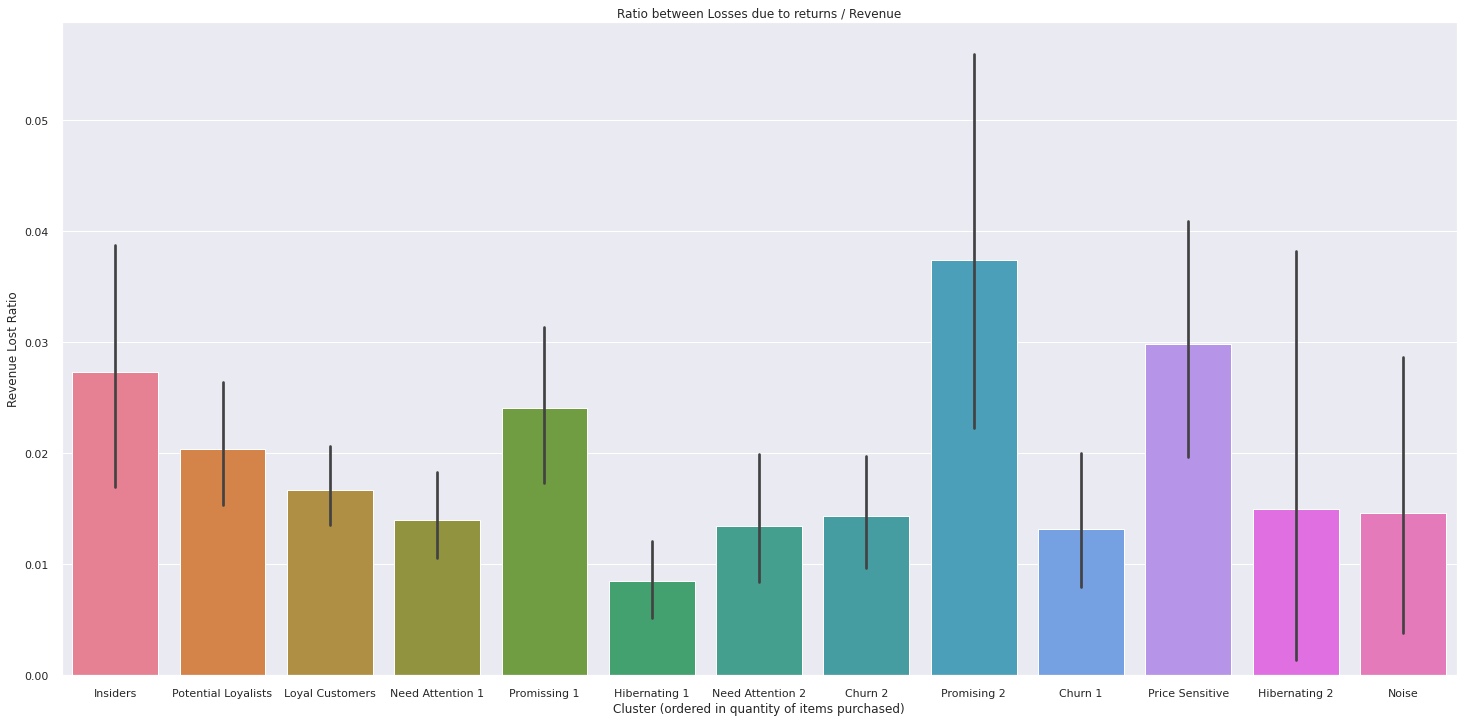 Ratio between Losses due to returns / Revenue
Revenue Lost Ratio
0.05
0.04
0.03
0.02
0.01
0.00
Insiders Potential Loyalists Loyal Customers Need Attention 1 Promissing 1 Hibernating 1 Need Attention 2 Churn 2 Promising 2 Churn 1 Price Sensitive Hibernating 2 Noise
Cluster (ordered in quantity of items purchased)